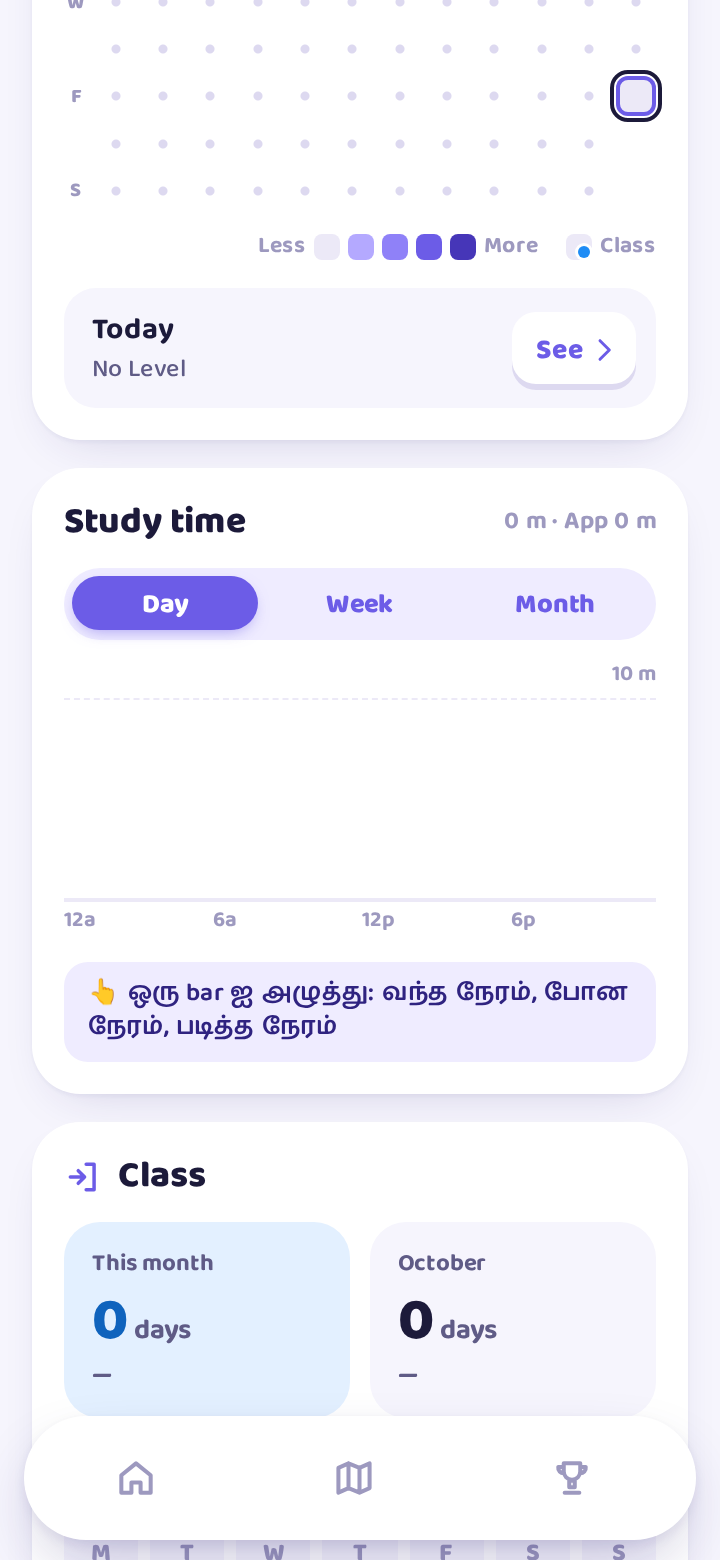 W
F
S
Less
More
Class
Today
No Level
See
Study time
0 m · App 0 m
Day
Week
Month
10 m
12a
6a
12p
6p
👆 ஒரு bar ஐ அழுத்து: வந்த நேரம், போன
நேரம், படித்த நேரம்
Class
This month
October
0 days
0 days
–
–
M
T
W
T
F
S
S